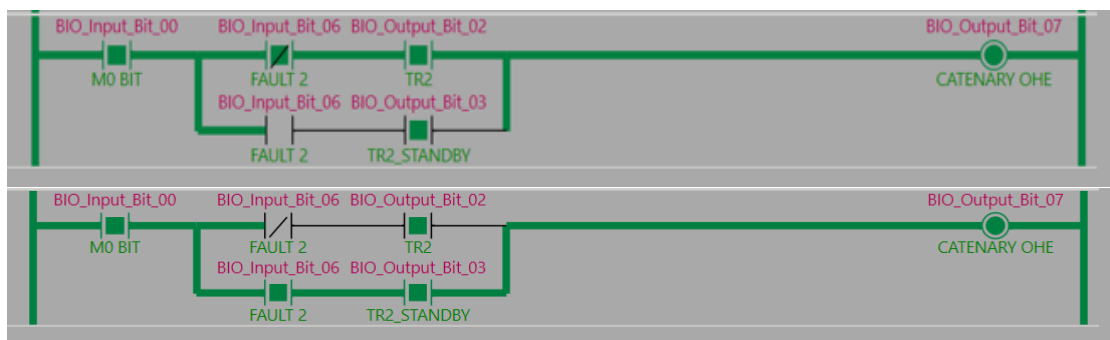 BIO_Input_Bit_00 BIO_Input_Bit_06 BIO_Output_Bit_02 BIO_Output_Bit_07
M0 BIT FAULT 2 TR2 CATENARY OHE
BIO_Input_Bit_06 BIO_Output_Bit_03
FAULT 2 TR2_STANDBY
BIO_Input_Bit_00 BIO_Input_Bit_06 BIO_Output_Bit_02 BIO_Output_Bit_07
M0 BIT FAULT 2 TR2 CATENARY OHE
BIO_Input_Bit_06 BIO_Output_Bit_03
FAULT 2 TR2_STANDBY